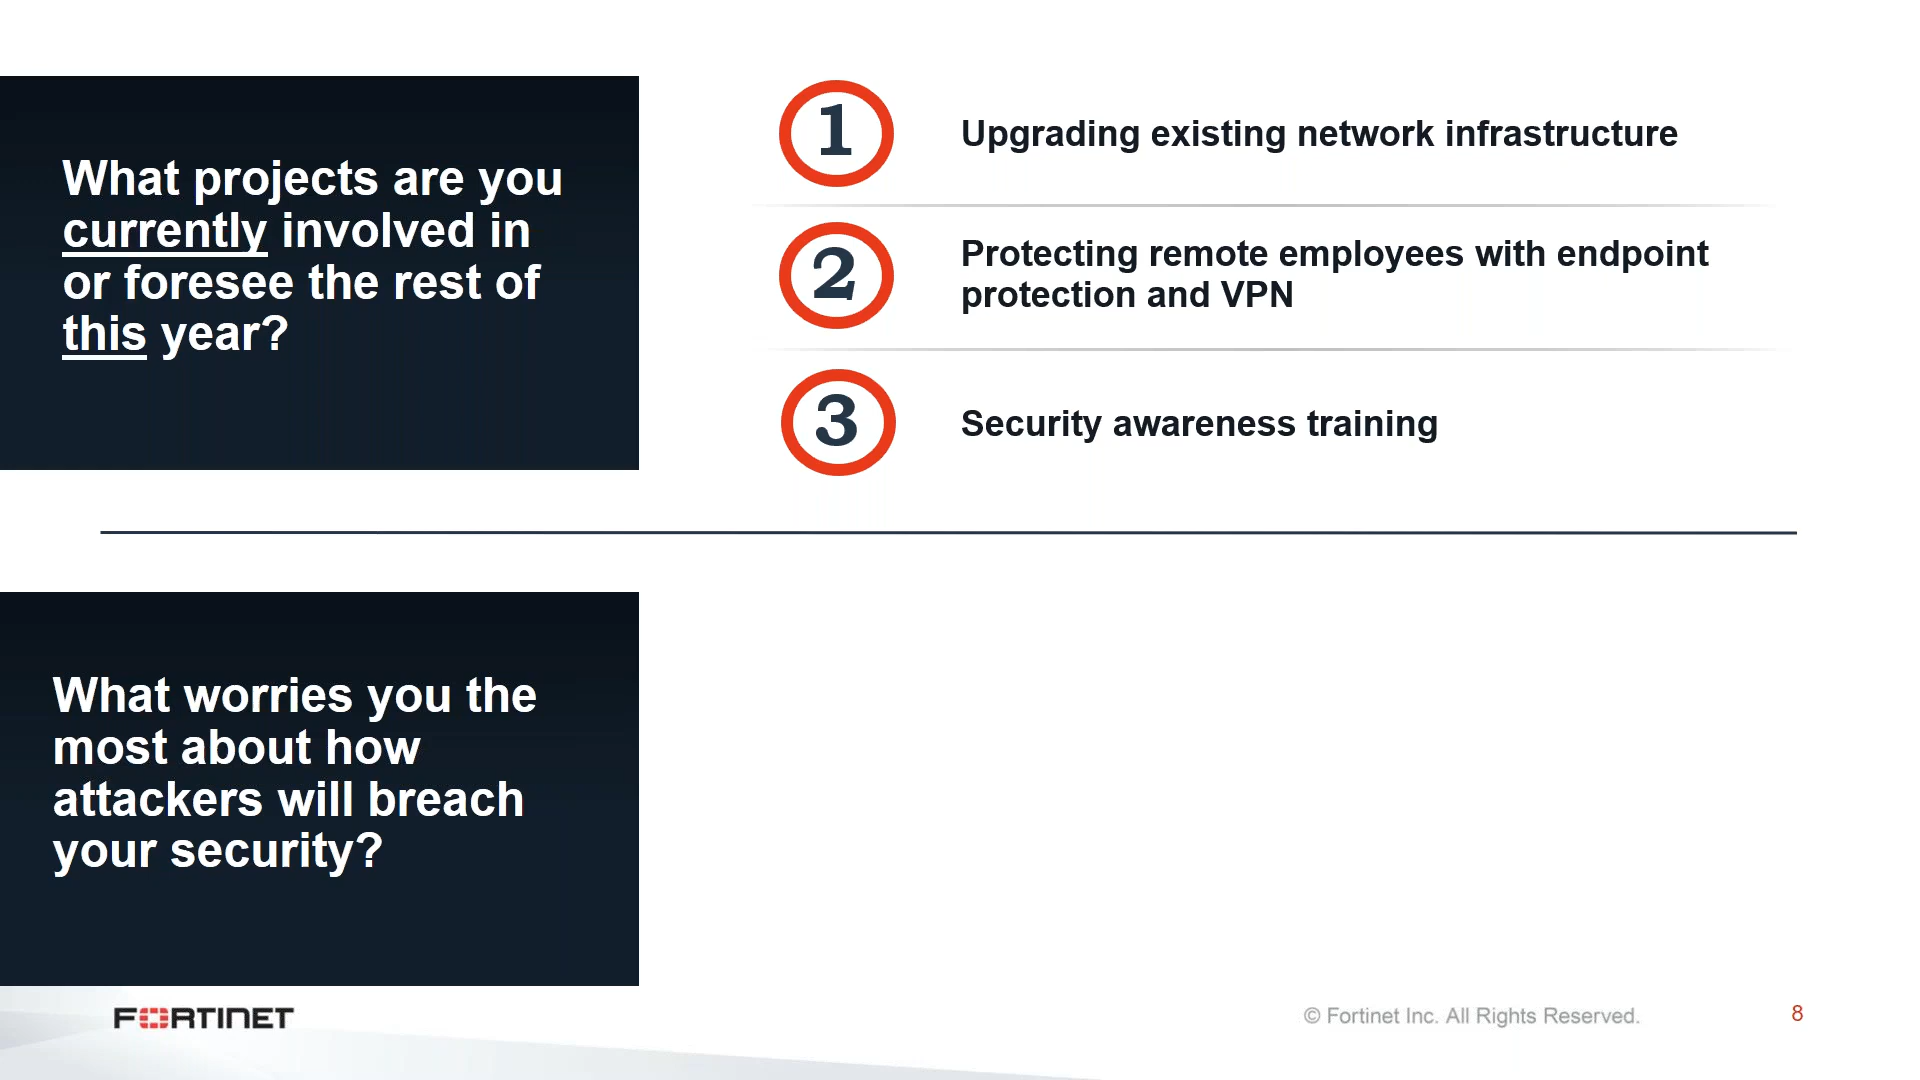 What projects are you
currently involved in
or foresee the rest of
this year?
1
Upgrading existing network infrastructure
2
Protecting remote employees with endpoint
protection and VPN
3
Security awareness training
What worries you the
most about how
attackers will breach
your security?
FORTINET
© Fortinet Inc. All Rights Reserved.
8